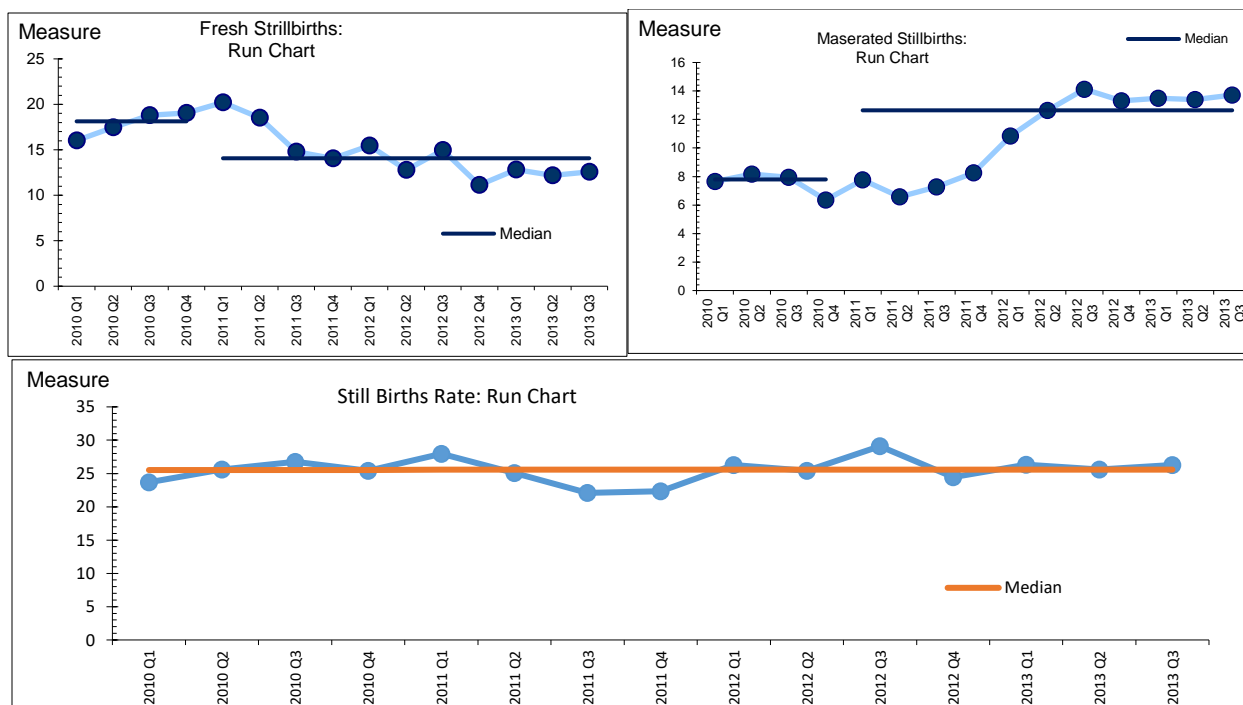 Measure
Fresh Strillbirths:
Run Chart
25
20
15
10
5
0
Median
2010 Q1
2010 Q2
2010 Q3
2010 Q4
2011 Q1
2011 Q2
2011 Q3
2011 Q4
2012 Q1
2012 Q2
2012 Q3
2012 Q4
2013 Q1
2013 Q2
2013 Q3
Measure
Maserated Stillbirths:
Run Chart
Median
16
14
12
10
8
6
4
2
0
2010
Q1
2010
Q2
2010
Q3
2010
Q4
2011
Q1
2011
Q2
2011
Q3
2011
Q4
2012
Q1
2012
Q2
2012
Q3
2012
Q4
2013
Q1
2013
Q2
2013
Q3
Measure
Still Births Rate: Run Chart
35
30
25
20
15
10
5
0
Median
2010 Q1
2010 Q2
2010 Q3
2010 Q4
2011 Q1
2011 Q2
2011 Q3
2011 Q4
2012 Q1
2012 Q2
2012 Q3
2012 Q4
2013 Q1
2013 Q2
2013 Q3